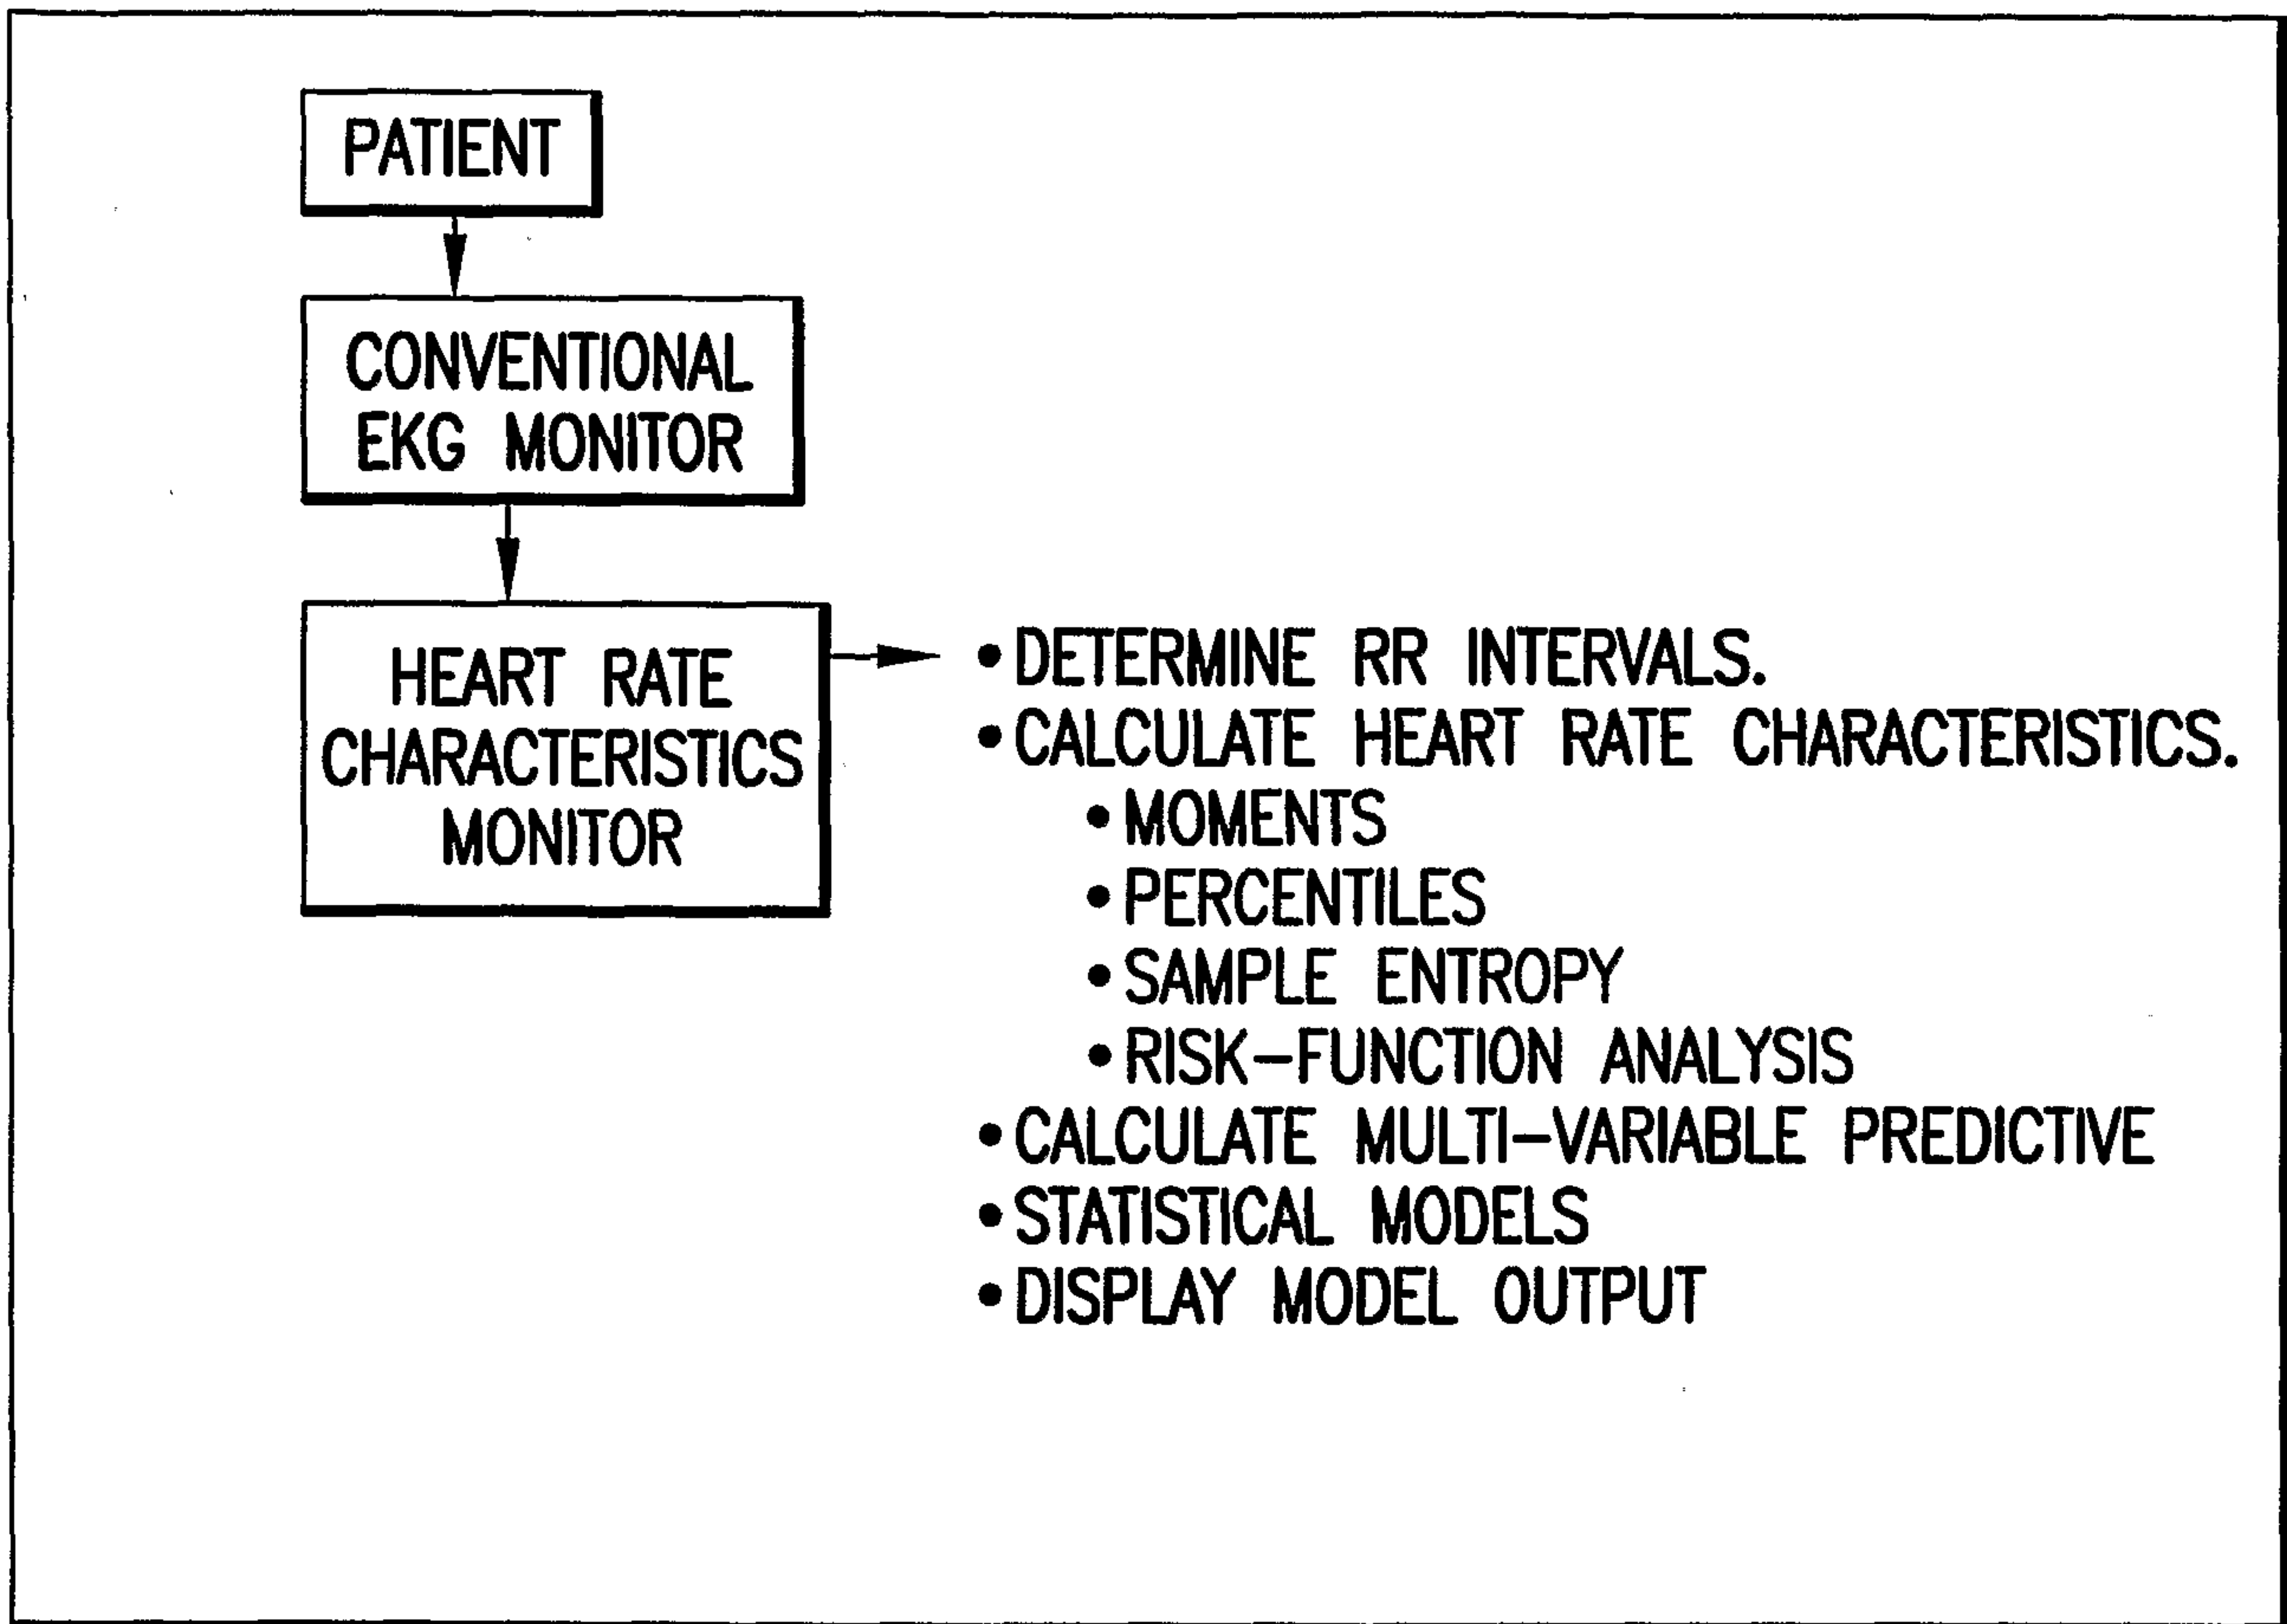 PATIENT
CONVENTIONAL
EKG MONITOR
HEART RATE
CHARACTERISTICS
MONITOR
• DETERMINE RR INTERVALS.
• CALCULATE HEART RATE CHARACTERISTICS.
• MOMENTS
• PERCENTILES
• SAMPLE ENTROPY
• RISK–FUNCTION ANALYSIS
• CALCULATE MULTI–VARIABLE PREDICTIVE
• STATISTICAL MODELS
• DISPLAY MODEL OUTPUT